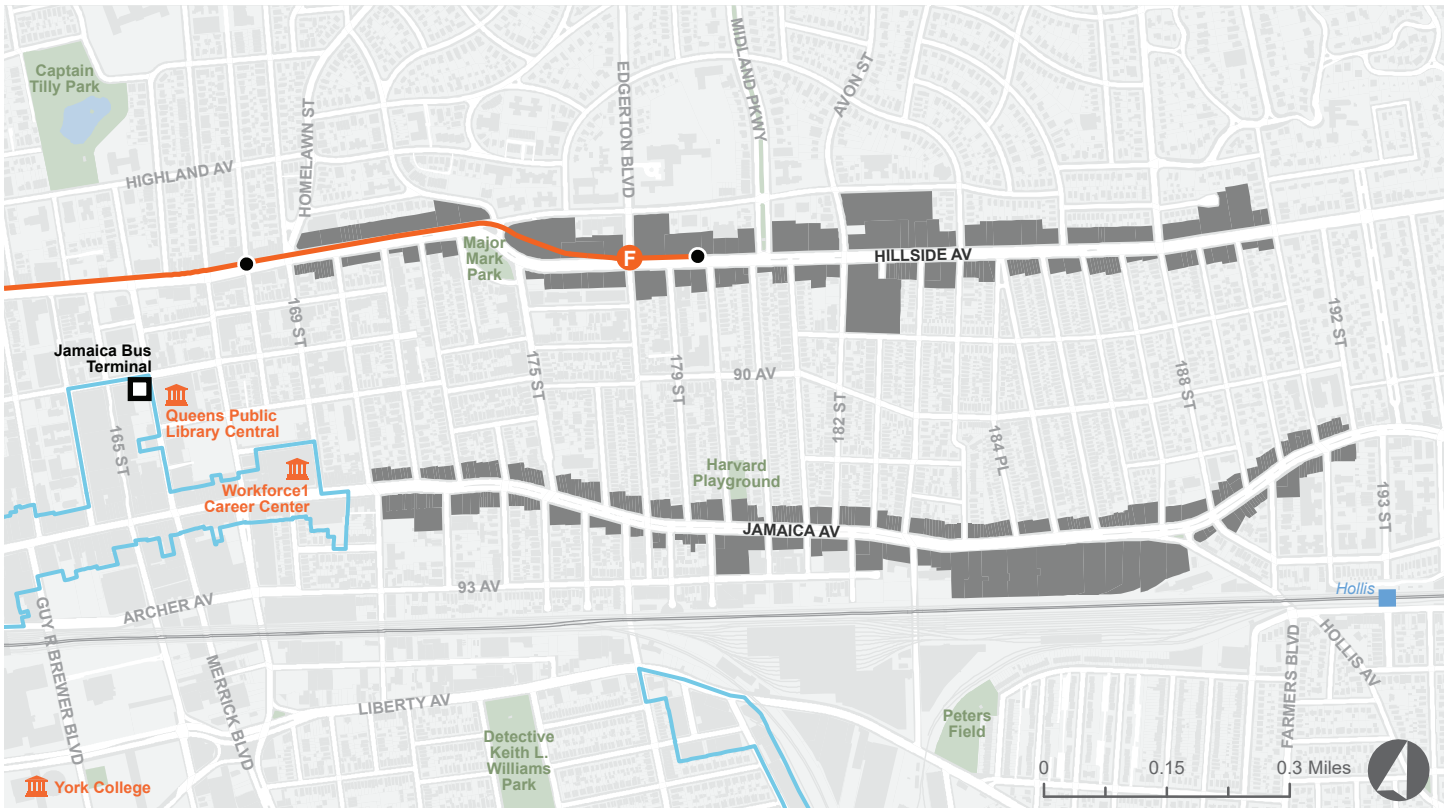 Captain
Tilly Park
HIGHLAND AV
HOMELAWN ST
EDGERTON BLVD
MIDLAND PKWY
AVON ST
Major
Mark
Park
F
HILLSIDE AV
169 ST
Jamaica Bus
Terminal
Queens Public
Library Central
165 ST
Workforce1
Career Center
175 ST
179 ST
90 AV
182 ST
184 PL
188 ST
192 ST
193 ST
Harvard
Playground
JAMAICA AV
93 AV
ARCHER AV
GUY R BREWER BLVD
MERRICK BLVD
LIBERTY AV
Detective
Keith L.
Williams
Park
Peters
Field
Hollis
FARMERS BLVD
HOLLIS AV
York College
0 0.15 0.3 Miles